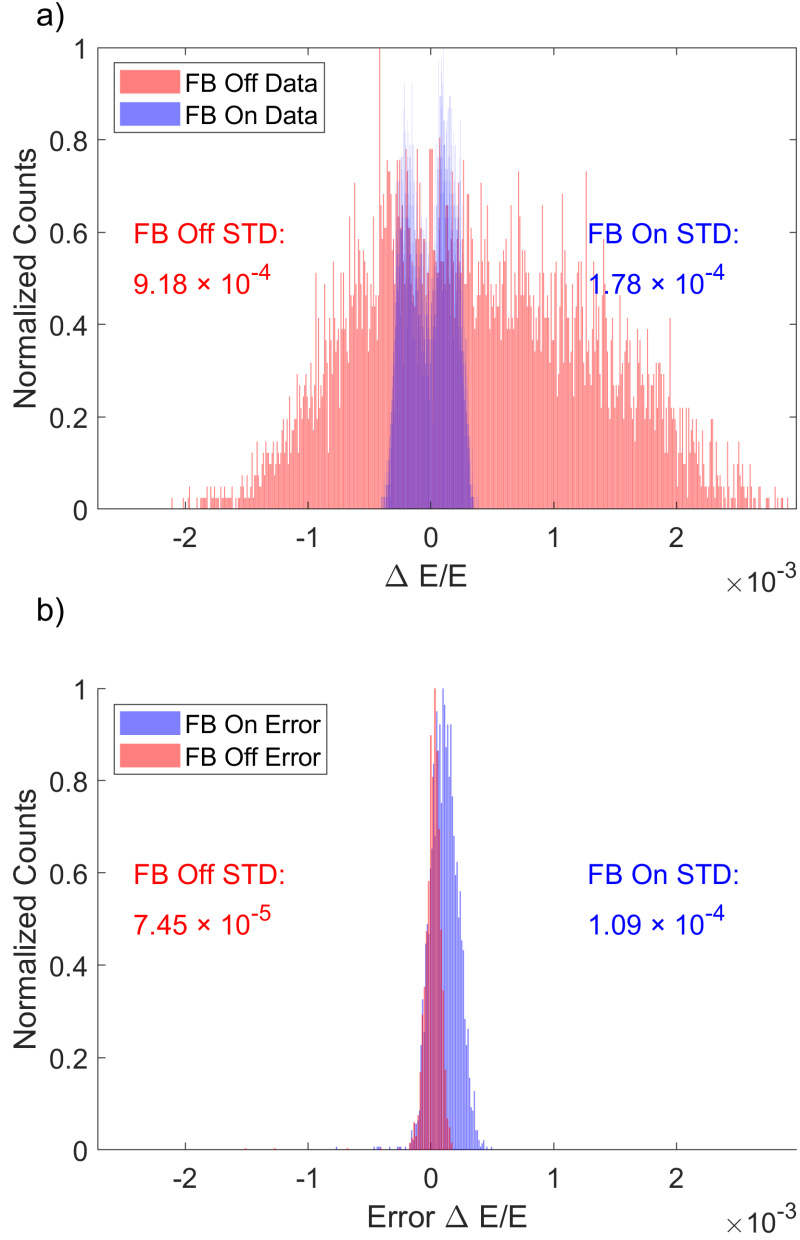 a)
1
FB Off Data
FB On Data
0.8
0.6
0.4
0.2
0
Normalized Counts
FB Off STD:
9.18 × 10⁻⁴
FB On STD:
1.78 × 10⁻⁴
-2 -1 0 1 2
Δ E/E
×10⁻³
b)
1
FB On Error
FB Off Error
0.8
0.6
0.4
0.2
0
Normalized Counts
FB Off STD:
7.45 × 10⁻⁵
FB On STD:
1.09 × 10⁻⁴
-2 -1 0 1 2
Error Δ E/E
×10⁻³